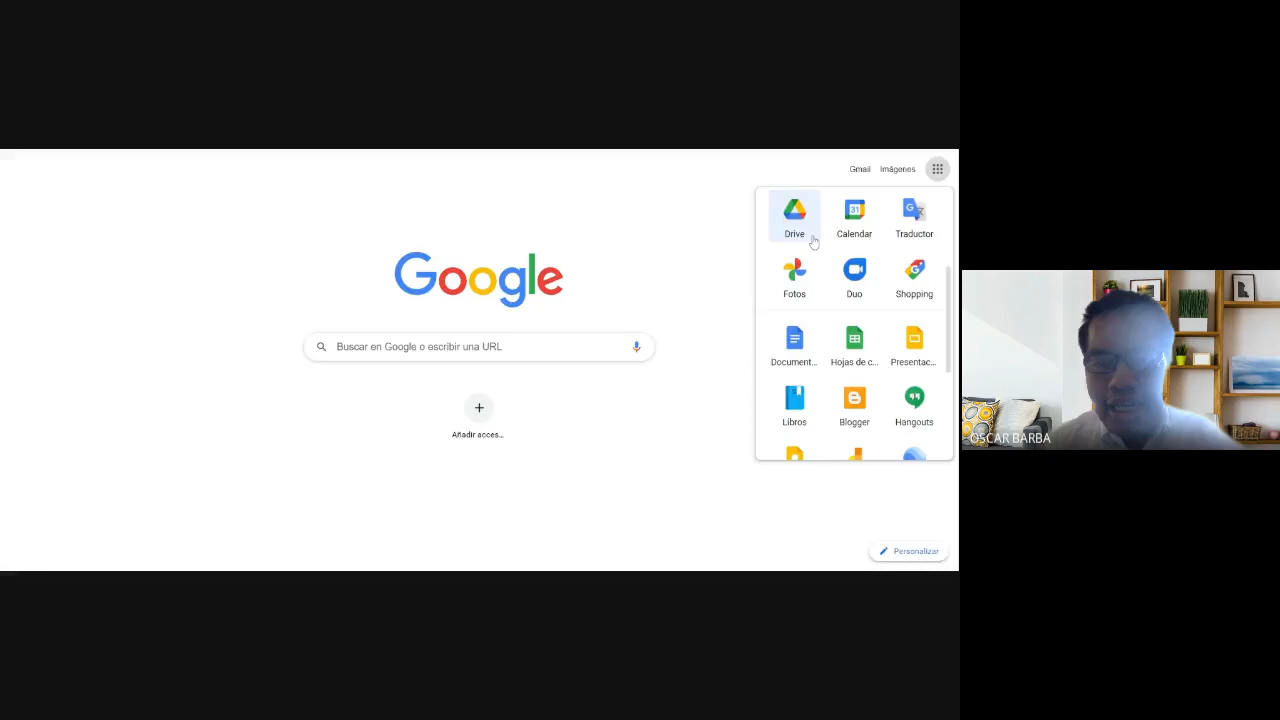 Gmail Imágenes
Drive Calendar Traductor
31
Google
Fotos Duo Shopping
Buscar en Google o escribir una URL
Document... Hojas de c... Presentac...
Libros Blogger Hangouts
Añadir acces...
OSCAR BARBA
Personalizar